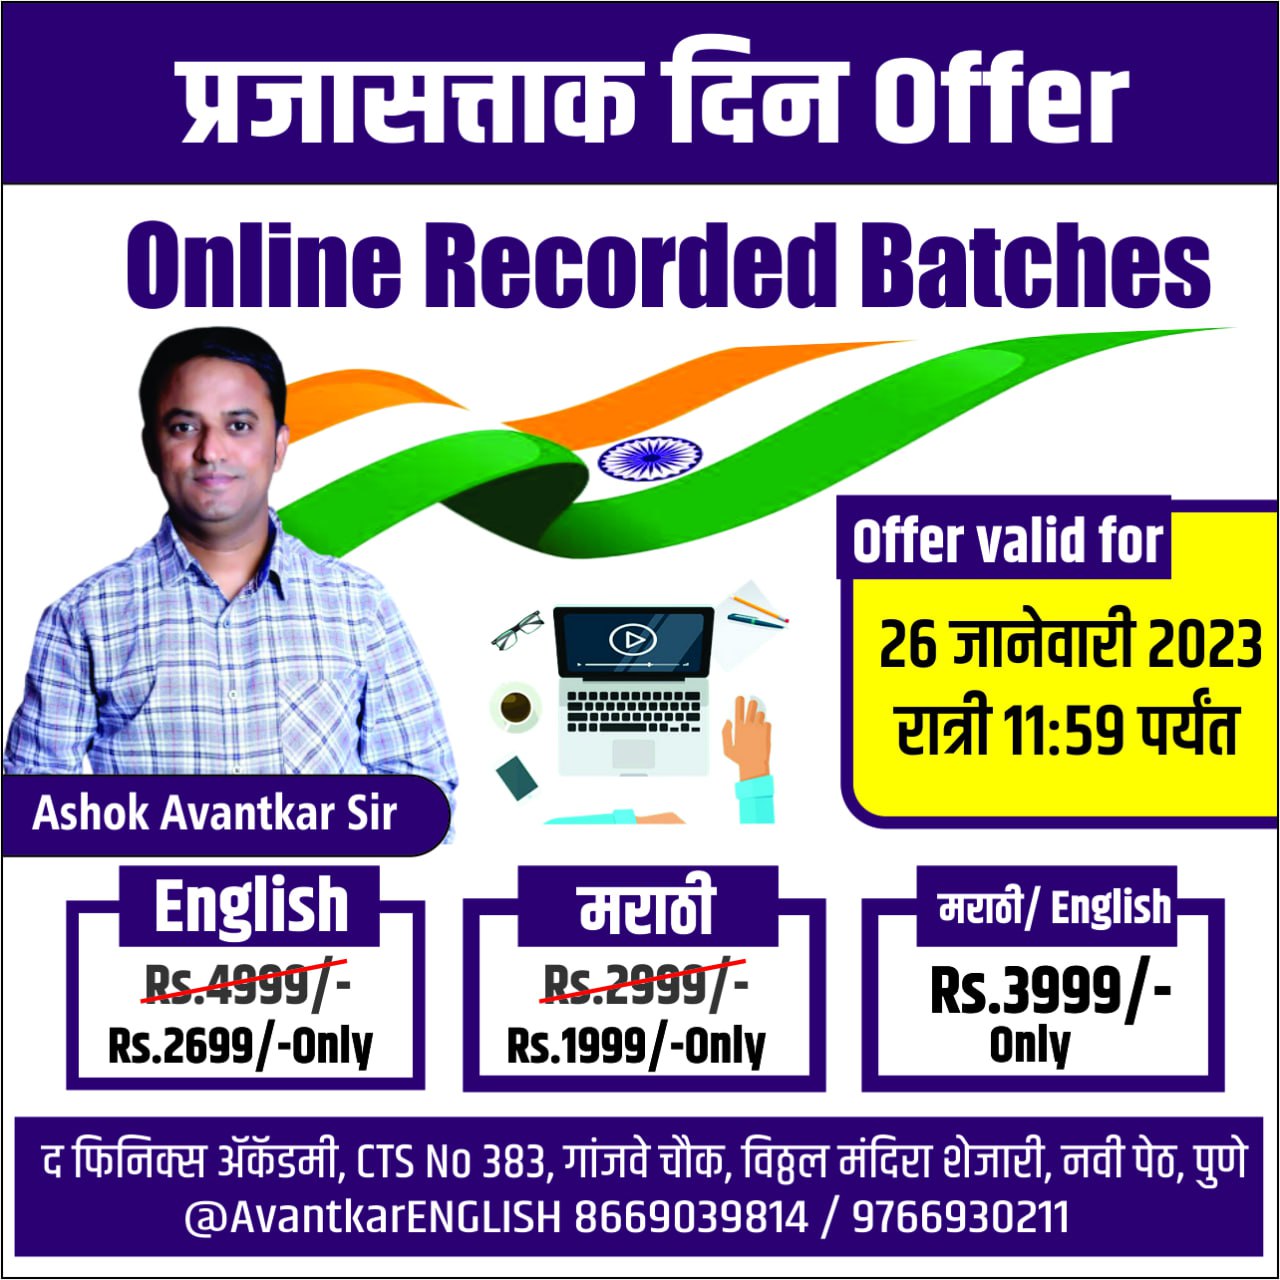 प्रजासत्ताक दिन Offer
Online Recorded Batches
Offer valid for
26 जानेवारी 2023
रात्री 11:59 पर्यंत
Ashok Avantkar Sir
English
Rs.4999/-
Rs.2699/-Only
मराठी
Rs.2999/-
Rs.1999/-Only
मराठी/ English
Rs.3999/-
Only
द फिनिक्स ॲकॅडमी, CTS No 383, गांजवे चौक, विठ्ठल मंदिरा शेजारी, नवी पेठ, पुणे
@AvantkarENGLISH 8669039814 / 9766930211